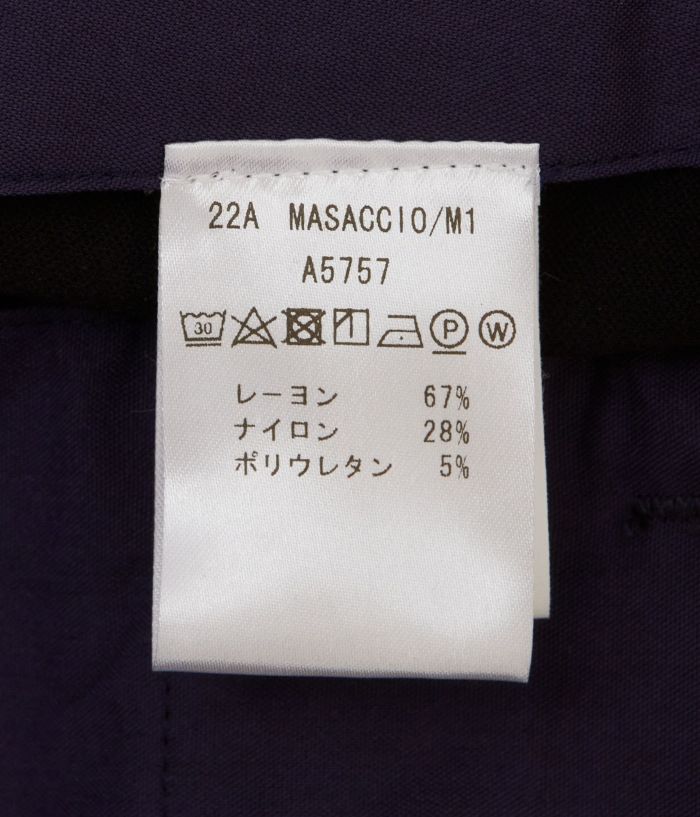 22A MASACCIO/M1
A5757
30 P W
レーヨン 67%
ナイロン 28%
ポリウレタン 5%